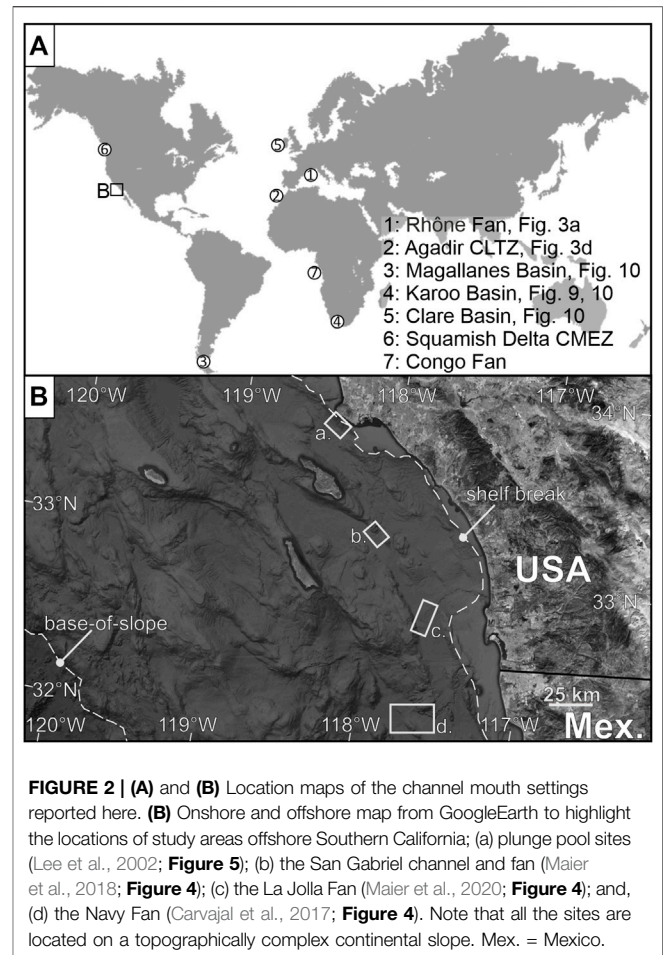 A
6
B
5
1
2
7
4
3
1: Rhône Fan, Fig. 3a
2: Agadir CLTZ, Fig. 3d
3: Magallanes Basin, Fig. 10
4: Karoo Basin, Fig. 9, 10
5: Clare Basin, Fig. 10
6: Squamish Delta CMEZ
7: Congo Fan
B
120°W
119°W
118°W
117°W
34°N
a.
33°N
shelf break
b.
USA
base-of-slope
33°N
c.
32°N
25 km
120°W
119°W
118°W
d.
117°W
Mex.
FIGURE 2 | (A) and (B) Location maps of the channel mouth settings
reported here. (B) Onshore and offshore map from GoogleEarth to highlight
the locations of study areas offshore Southern California; (a) plunge pool sites
(Lee et al., 2002; Figure 5); (b) the San Gabriel channel and fan (Maier
et al., 2018; Figure 4); (c) the La Jolla Fan (Maier et al., 2020; Figure 4); and,
(d) the Navy Fan (Carvajal et al., 2017; Figure 4). Note that all the sites are
located on a topographically complex continental slope. Mex. = Mexico.